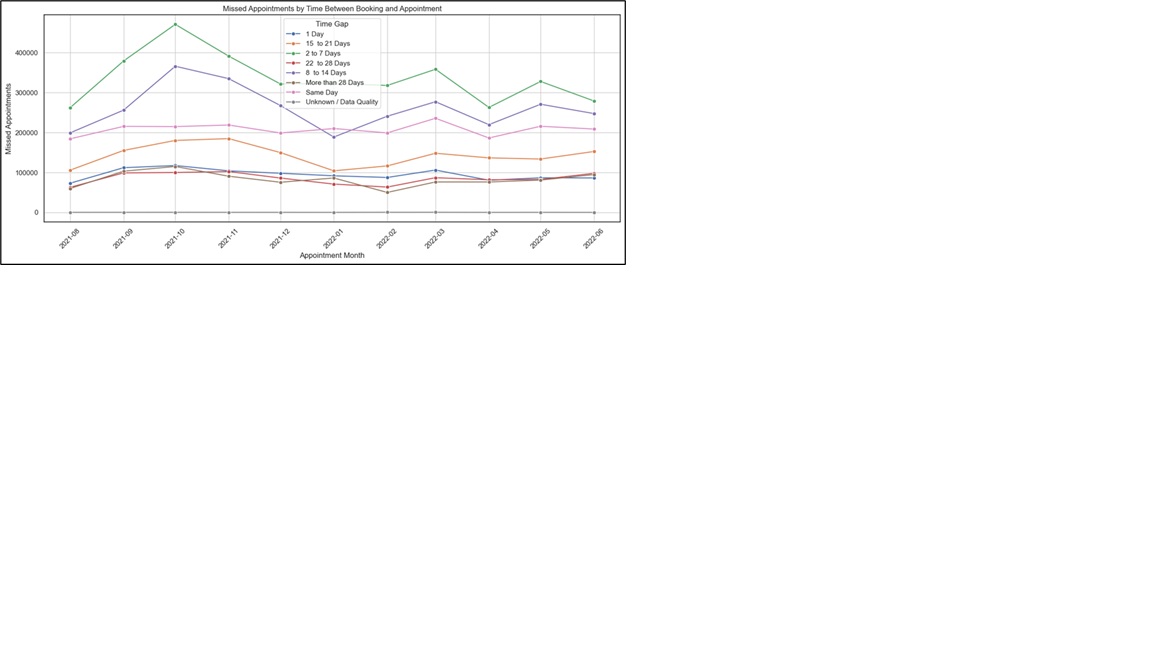 Missed Appointments by Time Between Booking and Appointment
Time Gap
1 Day
15  to 21 Days
2 to 7 Days
22  to 28 Days
8  to 14 Days
More than 28 Days
Same Day
Unknown / Data Quality
Missed Appointments
400000
300000
200000
100000
0
2021-08
2021-09
2021-10
2021-11
2021-12
2022-01
2022-02
2022-03
2022-04
2022-05
2022-06
Appointment Month